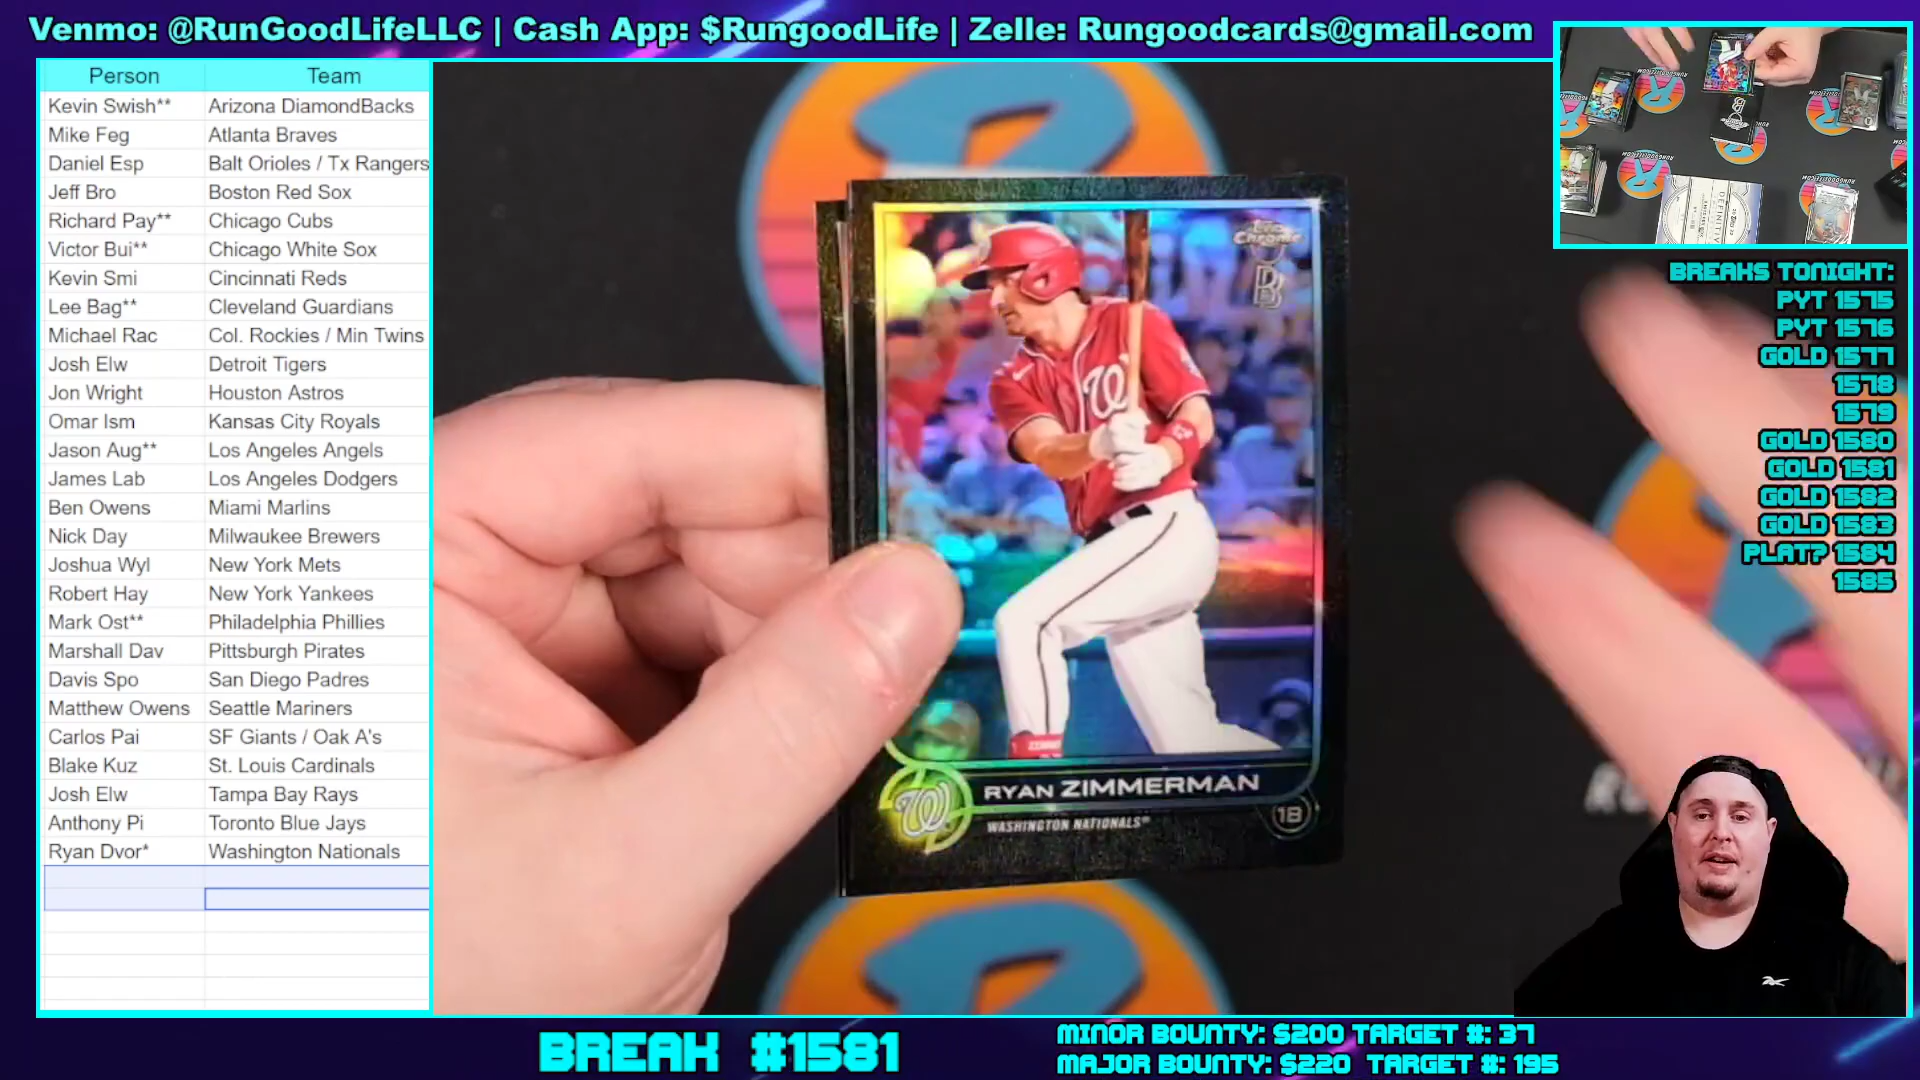 Venmo: @RunGoodLifeLLC | Cash App: $RungoodLife | Zelle: Rungoodcards@gmail.com
Person Team
Kevin Swish** Arizona DiamondBacks
Mike Feg Atlanta Braves
Daniel Esp Balt Orioles / Tx Rangers
Jeff Bro Boston Red Sox
Richard Pay** Chicago Cubs
Victor Bui** Chicago White Sox
Kevin Smi Cincinnati Reds
Lee Bag** Cleveland Guardians
Michael Rac Col. Rockies / Min Twins
Josh Elw Detroit Tigers
Jon Wright Houston Astros
Omar Ism Kansas City Royals
Jason Aug** Los Angeles Angels
James Lab Los Angeles Dodgers
Ben Owens Miami Marlins
Nick Day Milwaukee Brewers
Joshua Wyl New York Mets
Robert Hay New York Yankees
Mark Ost** Philadelphia Phillies
Marshall Dav Pittsburgh Pirates
Davis Spo San Diego Padres
Matthew Owens Seattle Mariners
Carlos Pai SF Giants / Oak A's
Blake Kuz St. Louis Cardinals
Josh Elw Tampa Bay Rays
Anthony Pi Toronto Blue Jays
Ryan Dvor* Washington Nationals
Chrome
B
W
RYAN ZIMMERMAN
WASHINGTON NATIONALS
1B
W
BREAKS TONIGHT:
PYT 1575
PYT 1576
GOLD 1577
1578
1579
GOLD 1580
GOLD 1581
GOLD 1582
GOLD 1583
PLAT? 1584
1585
BREAK #1581
MINOR BOUNTY: $200 TARGET #: 37
MAJOR BOUNTY: $220 TARGET #: 195